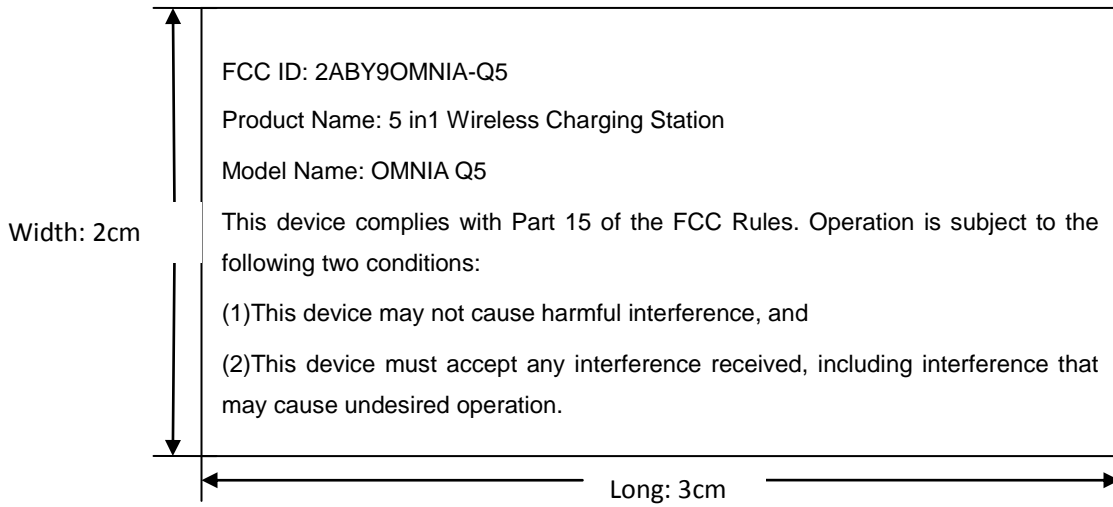 FCC ID: 2ABY9OMNIA-Q5
Product Name: 5 in1 Wireless Charging Station
Model Name: OMNIA Q5
Width: 2cm
This device complies with Part 15 of the FCC Rules. Operation is subject to the
following two conditions:
(1)This device may not cause harmful interference, and
(2)This device must accept any interference received, including interference that
may cause undesired operation.
Long: 3cm